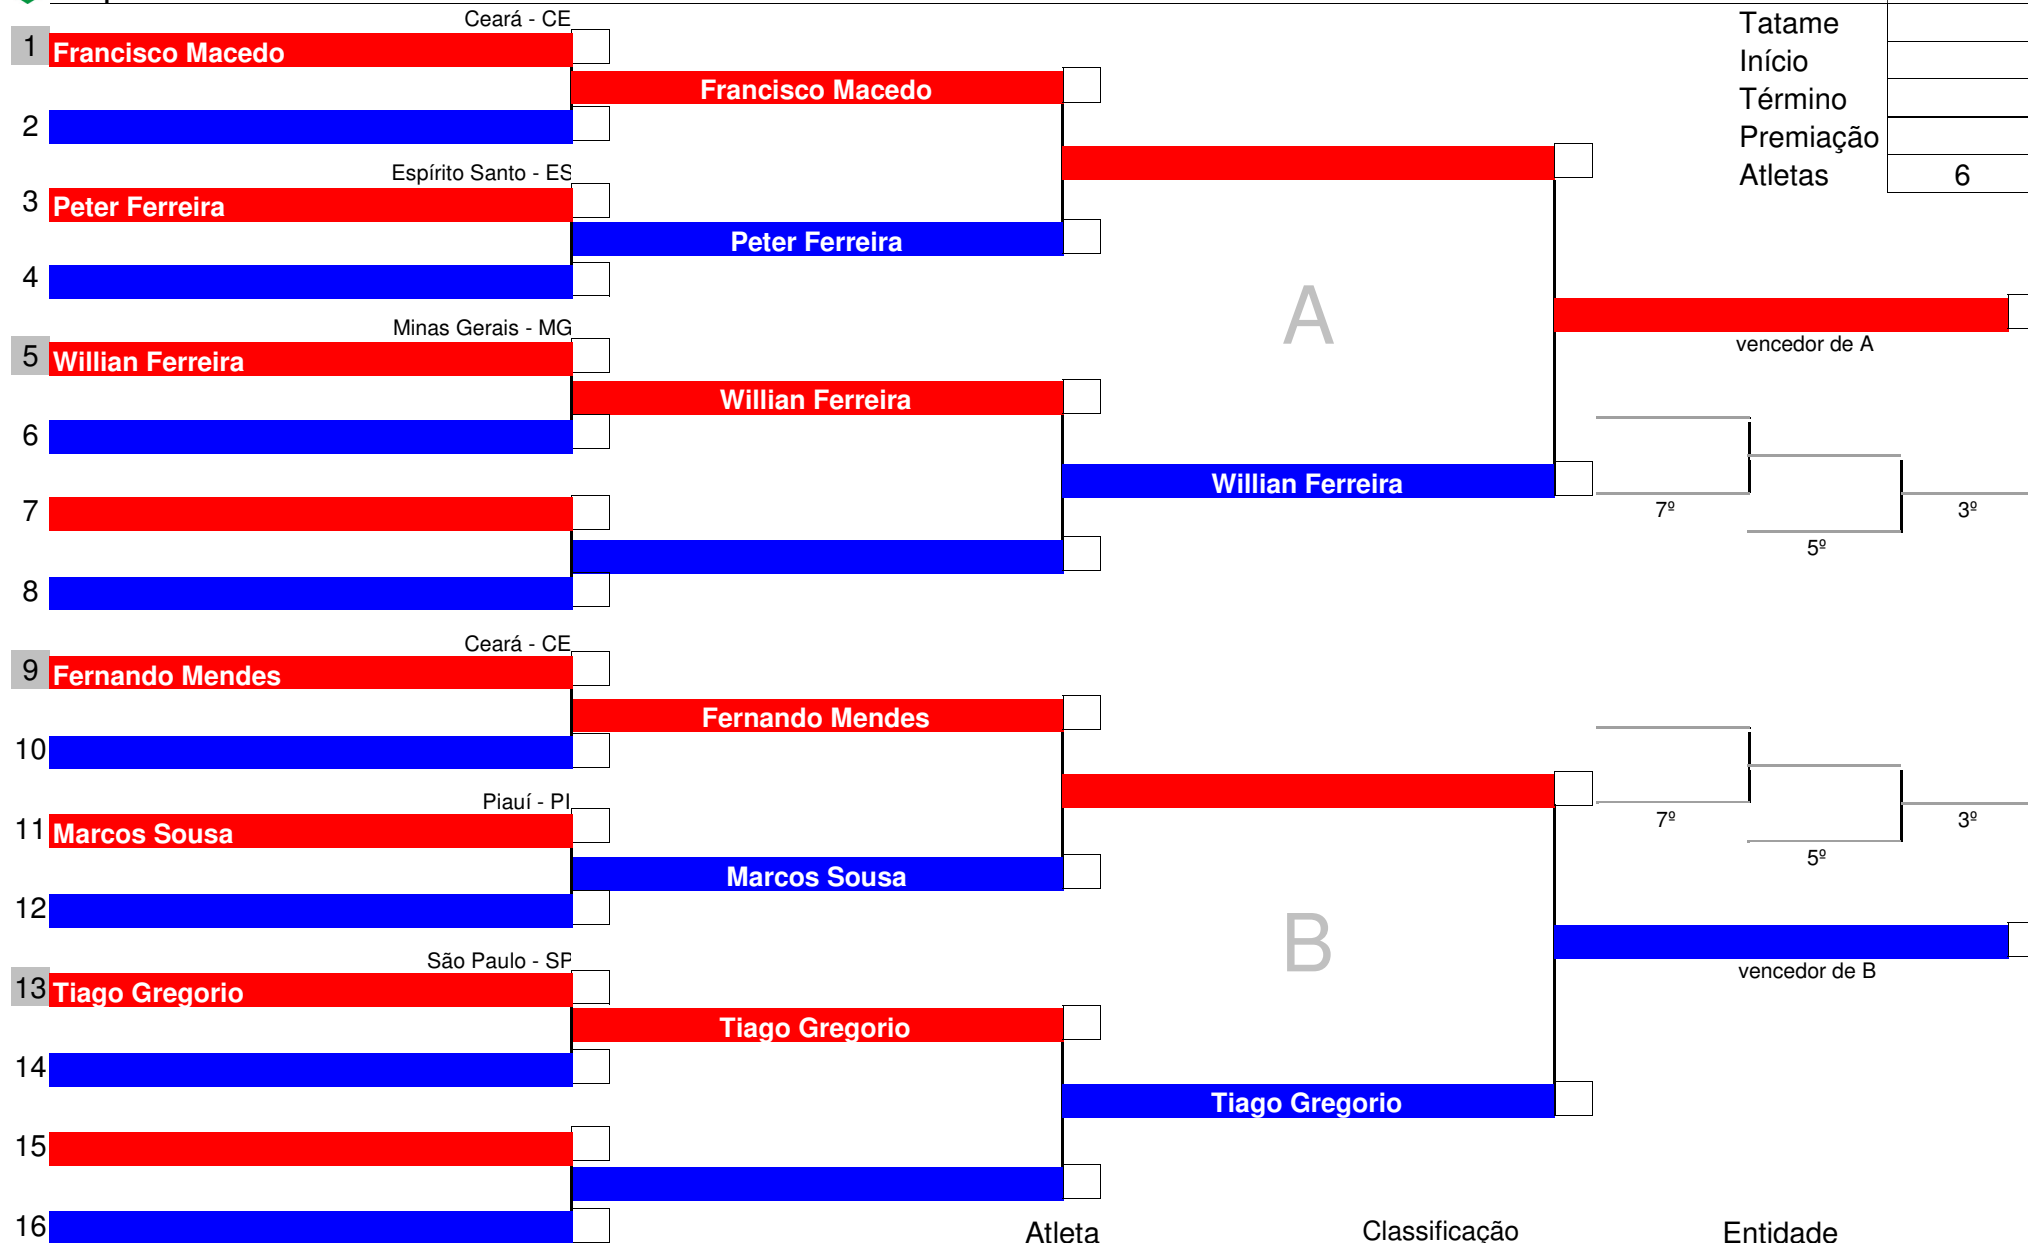 Ceará - CE
1 Francisco Macedo
Francisco Macedo
2
Espírito Santo - ES
3 Peter Ferreira
Peter Ferreira
4
Minas Gerais - MG
5 Willian Ferreira
Willian Ferreira
6
Willian Ferreira
7
8
Tatame
Início
Término
Premiação
Atletas 6
A
vencedor de A
7º
3º
5º
Ceará - CE
9 Fernando Mendes
Fernando Mendes
10
Piauí - PI
11 Marcos Sousa
Marcos Sousa
12
São Paulo - SP
13 Tiago Gregorio
Tiago Gregorio
14
Tiago Gregorio
15
16
7º
3º
5º
B
vencedor de B
Atleta Classificação Entidade